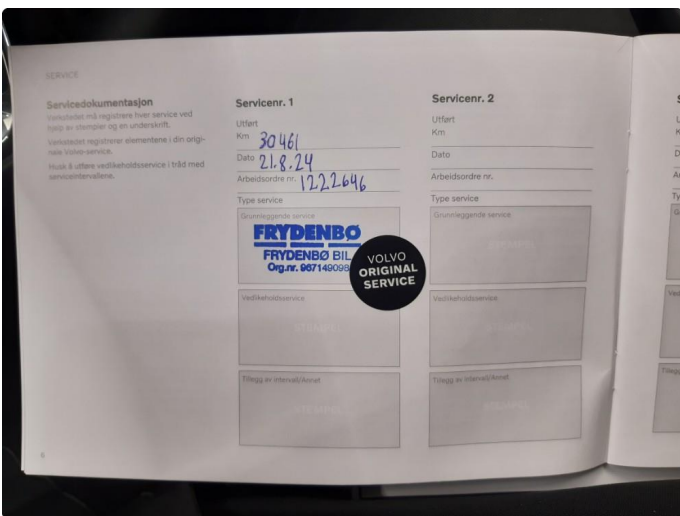 SERVICE
Servicedokumentasjon
Verkstedet må registrere hver service ved
hjelp av stempler og en underskrift.
Verkstedet registrerer elementene i din origi-
nale Volvo-service.
Husk å utføre vedlikeholdsservice i tråd med
serviceintervallene.
Servicenr. 1
Utført
Km 30461
Dato 21.8.24
Arbeidsordre nr. 1222646
Type service
Grunnleggende service
FRYDENBØ
FRYDENBØ BIL
Org.nr. 967149098
VOLVO
ORIGINAL
SERVICE
Vedlikeholdsservice
STEMPEL
Tillegg av intervall/Annet
STEMPEL
Servicenr. 2
Utført
Km
Dato
Arbeidsordre nr.
Type service
Grunnleggende service
STEMPEL
Vedlikeholdsservice
STEMPEL
Tillegg av intervall/Annet
STEMPEL
6